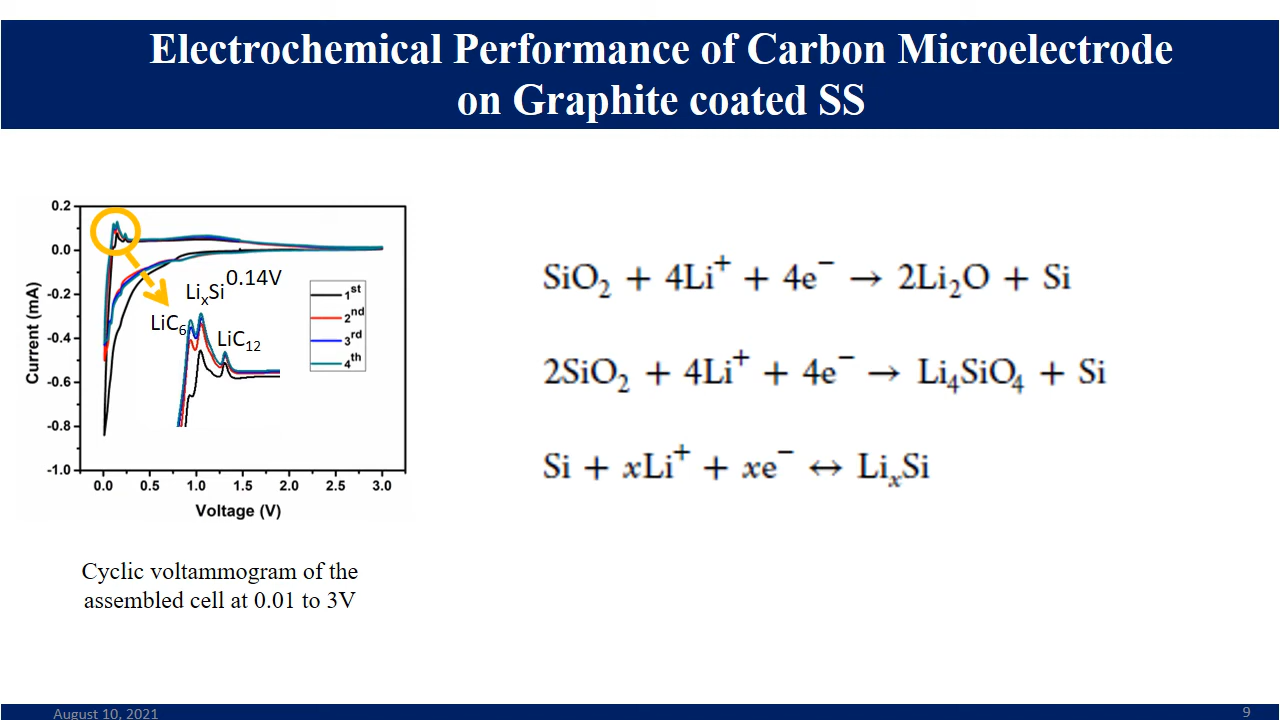 Electrochemical Performance of Carbon Microelectrode
on Graphite coated SS
0.2
0.0
-0.2
-0.4
-0.6
-0.8
-1.0
Current (mA)
0.0 0.5 1.0 1.5 2.0 2.5 3.0
Voltage (V)
LiₓSi 0.14V
LiC₆
LiC₁₂
1st
2nd
3rd
4th
SiO₂ + 4Li⁺ + 4e⁻ → 2Li₂O + Si
2SiO₂ + 4Li⁺ + 4e⁻ → Li₄SiO₄ + Si
Si + xLi⁺ + xe⁻ ↔ LiₓSi
Cyclic voltammogram of the
assembled cell at 0.01 to 3V
August 10, 2021
9